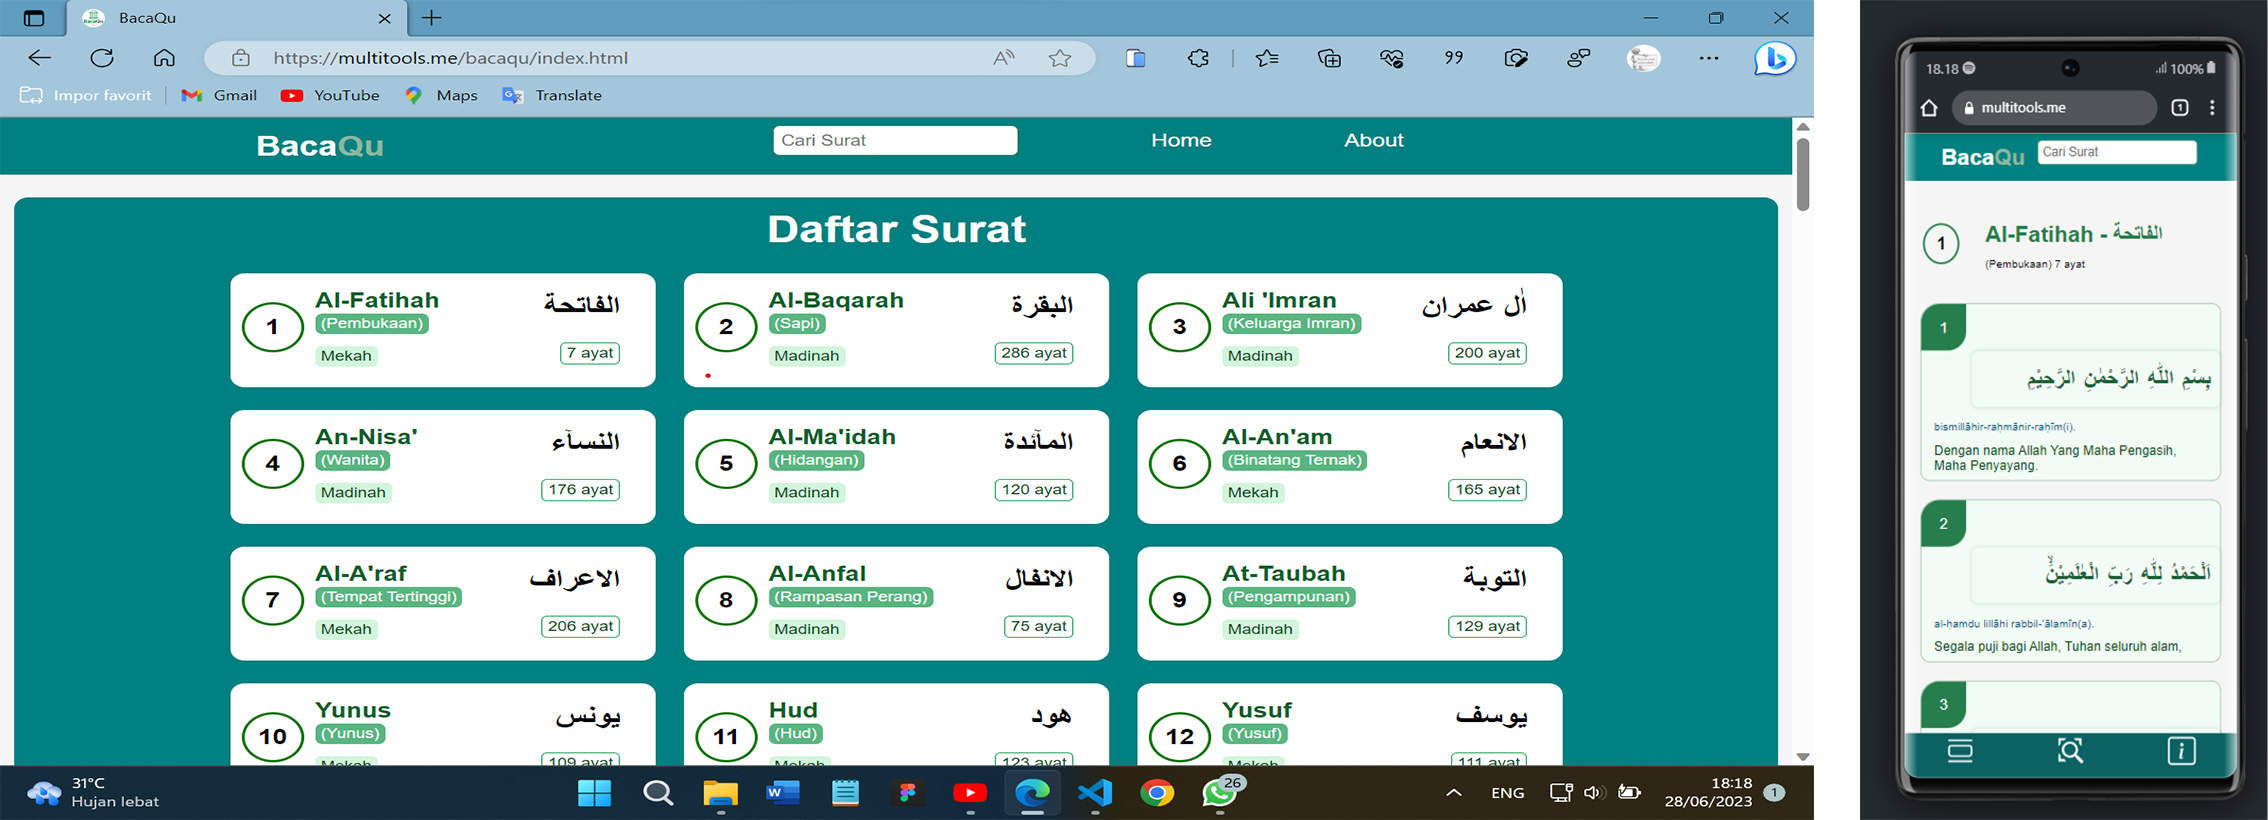 BacaQu
https://multitools.me/bacaqu/index.html
Impor favorit
Gmail
YouTube
Maps
Translate
BacaQu
Cari Surat
Home
About
Daftar Surat
1
Al-Fatihah
(Pembukaan)
Mekah
الفاتحة
7 ayat
2
Al-Baqarah
(Sapi)
Madinah
البقرة
286 ayat
3
Ali 'Imran
(Keluarga Imran)
Madinah
اٰل عمران
200 ayat
4
An-Nisa'
(Wanita)
Madinah
النساۤء
176 ayat
5
Al-Ma'idah
(Hidangan)
Madinah
الماۤئدة
120 ayat
6
Al-An'am
(Binatang Ternak)
Mekah
الانعام
165 ayat
7
Al-A'raf
(Tempat Tertinggi)
Mekah
الاعراف
206 ayat
8
Al-Anfal
(Rampasan Perang)
Madinah
الانفال
75 ayat
9
At-Taubah
(Pengampunan)
Madinah
التوبة
129 ayat
10
Yunus
(Yunus)
Mekah
يونس
109 ayat
11
Hud
(Hud)
Mekah
هود
123 ayat
12
Yusuf
(Yusuf)
Mekah
يوسف
111 ayat
31°C
Hujan lebat
26
ENG
18:18
28/06/2023
1
18.18
100%
multitools.me
1
BacaQu
Cari Surat
1
Al-Fatihah - الفاتحة
(Pembukaan) 7 ayat
1
بِسْمِ اللّٰهِ الرَّحْمٰنِ الرَّحِيْمِ
bismillāhir-raḥmānir-raḥīm(i).
Dengan nama Allah Yang Maha Pengasih,
Maha Penyayang.
2
اَلْحَمْدُ لِلّٰهِ رَبِّ الْعٰلَمِيْنَۙ
al-ḥamdu lillāhi rabbil-‘ālamīn(a).
Segala puji bagi Allah, Tuhan seluruh alam,
3